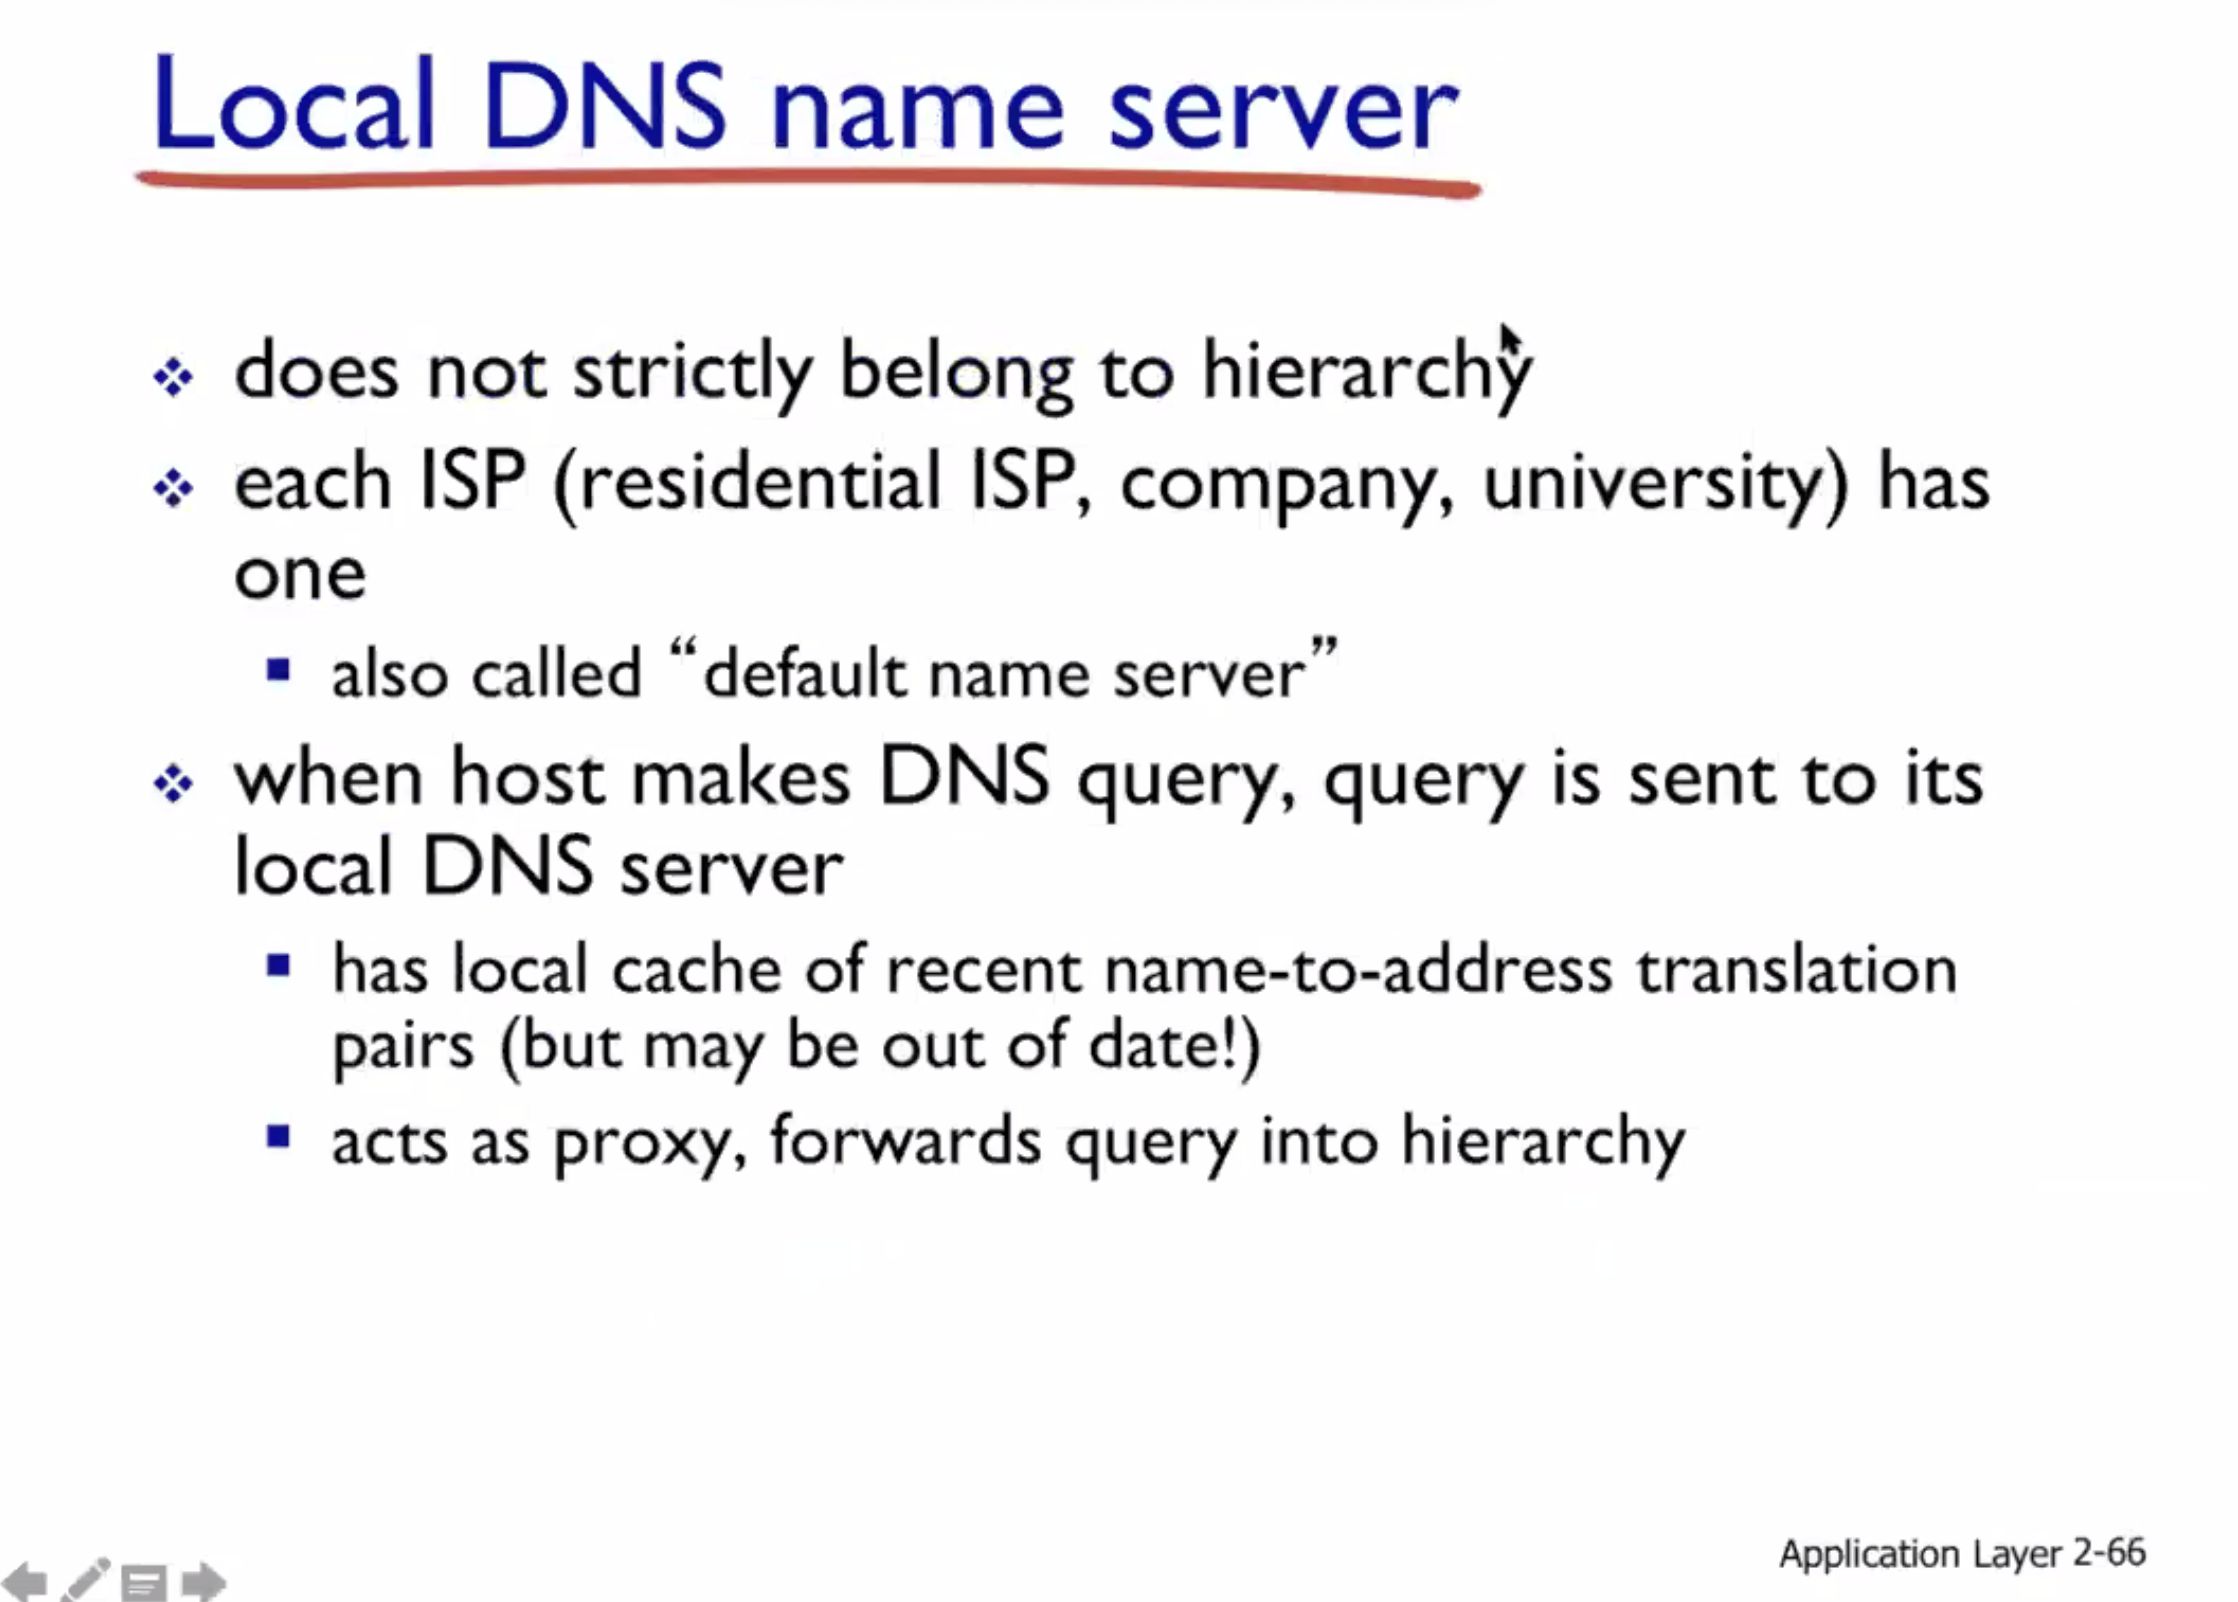 Local DNS name server
does not strictly belong to hierarchy
each ISP (residential ISP, company, university) has
one
also called “default name server”
when host makes DNS query, query is sent to its
local DNS server
has local cache of recent name-to-address translation
pairs (but may be out of date!)
acts as proxy, forwards query into hierarchy
Application Layer 2-66